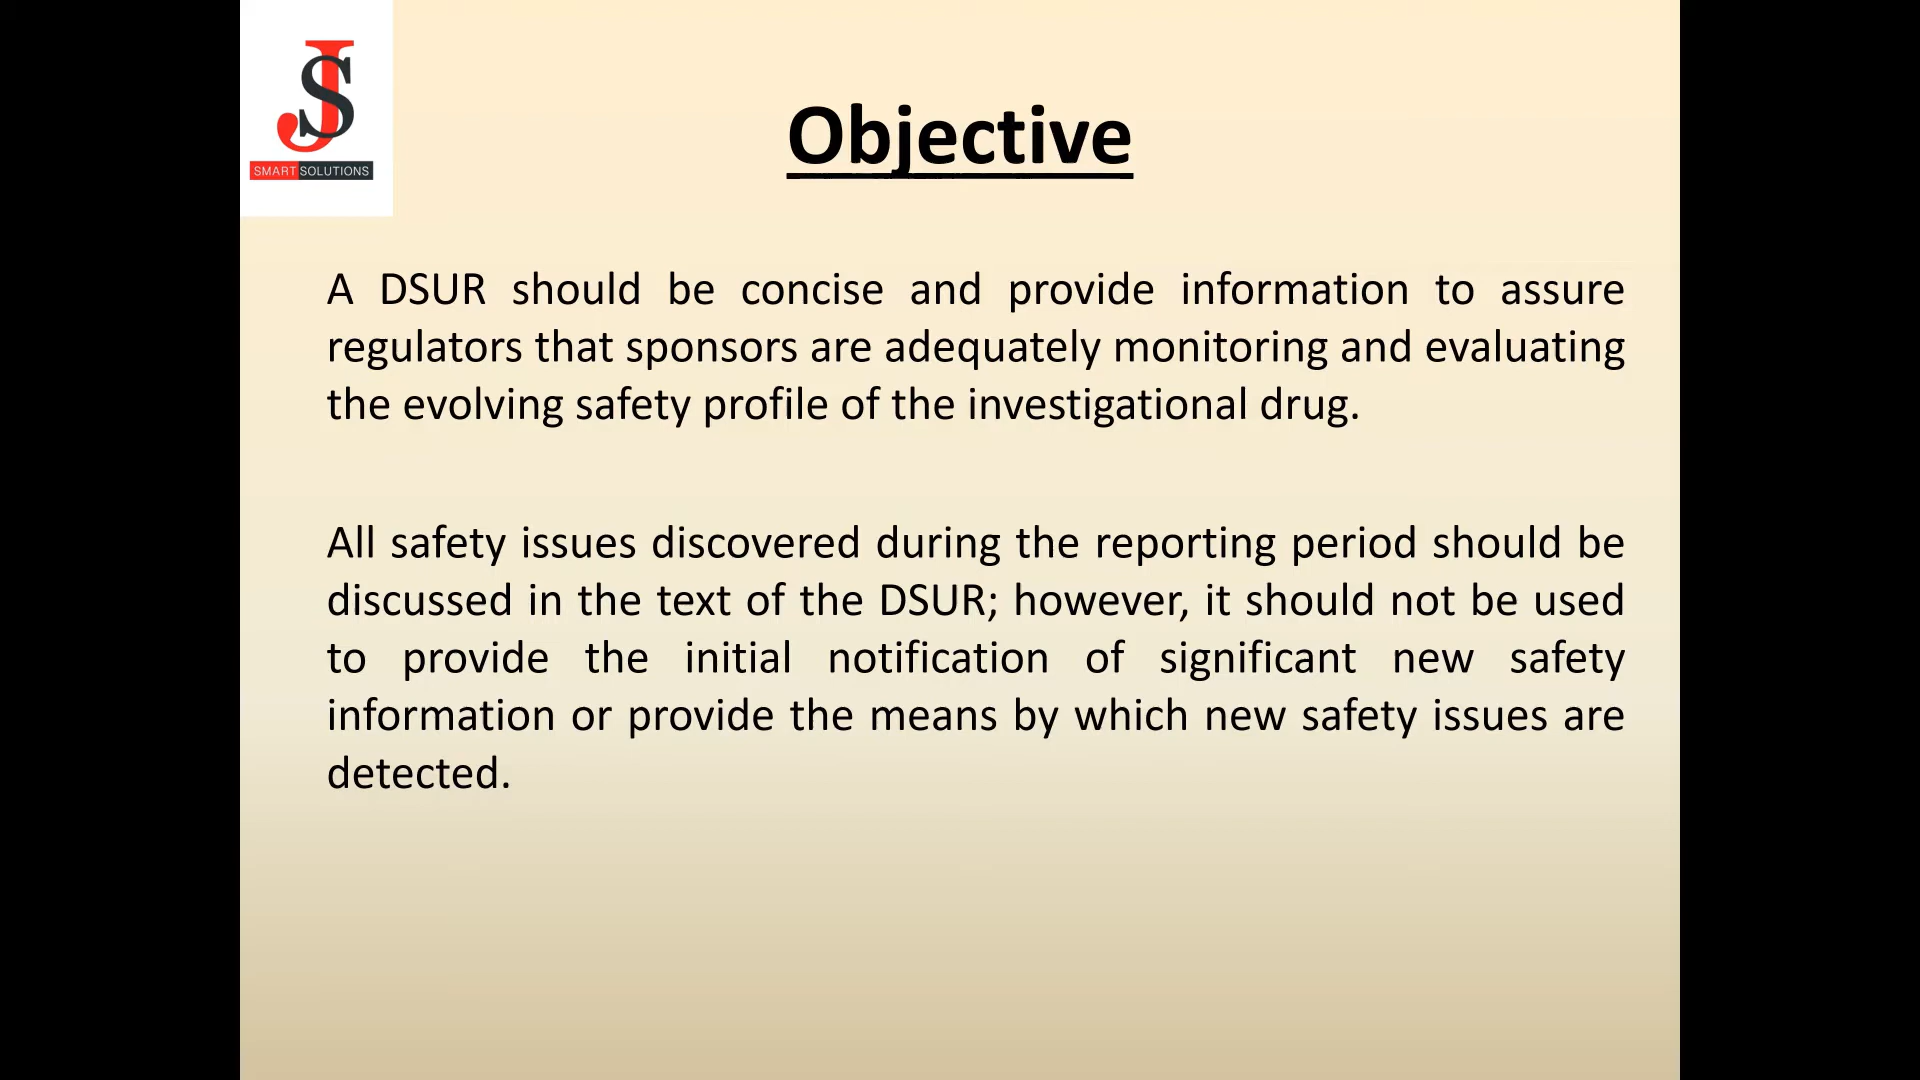 JS
SMART SOLUTIONS
Objective
A DSUR should be concise and provide information to assure
regulators that sponsors are adequately monitoring and evaluating
the evolving safety profile of the investigational drug.
All safety issues discovered during the reporting period should be
discussed in the text of the DSUR; however, it should not be used
to provide the initial notification of significant new safety
information or provide the means by which new safety issues are
detected.